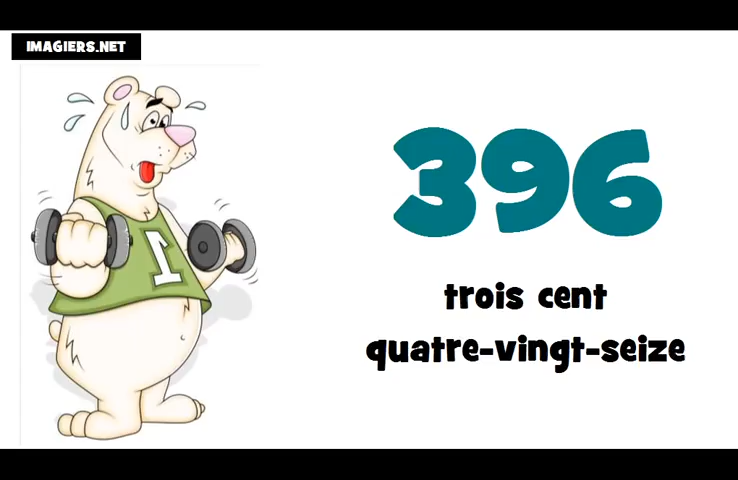 IMAGIERS.NET
396
trois cent
quatre-vingt-seize
1